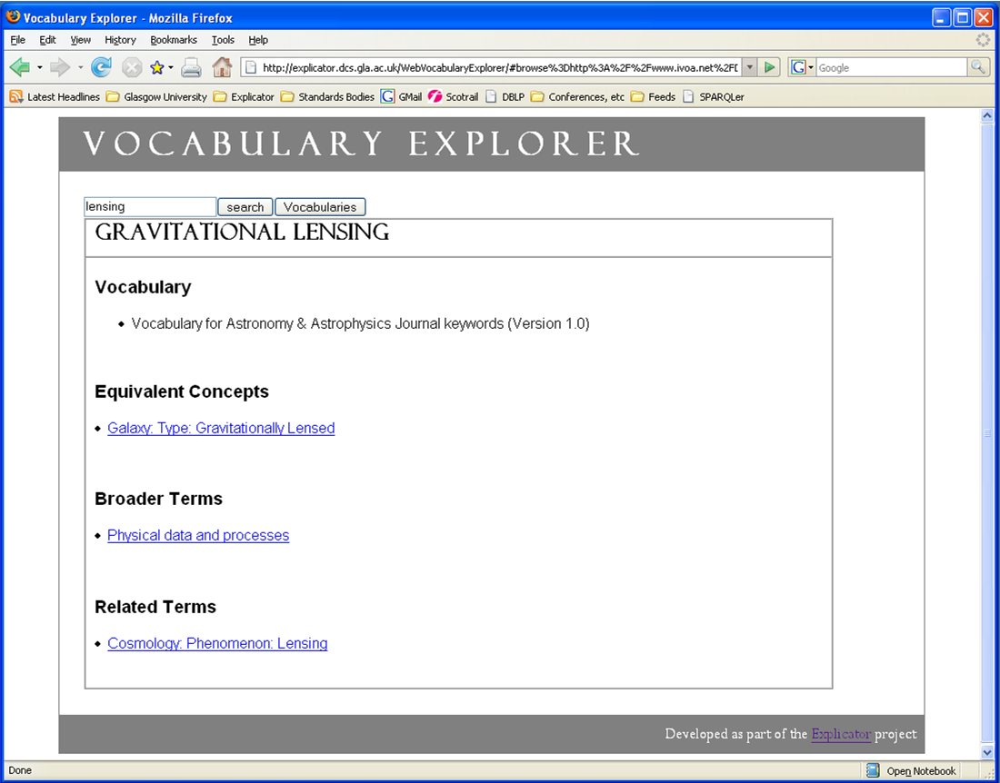 Vocabulary Explorer - Mozilla Firefox
File Edit View History Bookmarks Tools Help
http://explicator.dcs.gla.ac.uk/WebVocabularyExplorer/#browse%3Dhttp%3A%2F%2Fwww.ivoa.net%2F G Google
Latest Headlines Glasgow University Explicator Standards Bodies G GMail Scotrail DBLP Conferences, etc Feeds SPARQLer
VOCABULARY EXPLORER
lensing search Vocabularies
GRAVITATIONAL LENSING
Vocabulary
Vocabulary for Astronomy & Astrophysics Journal keywords (Version 1.0)
Equivalent Concepts
Galaxy: Type: Gravitationally Lensed
Broader Terms
Physical data and processes
Related Terms
Cosmology: Phenomenon: Lensing
Developed as part of the Explicator project
Done Open Notebook